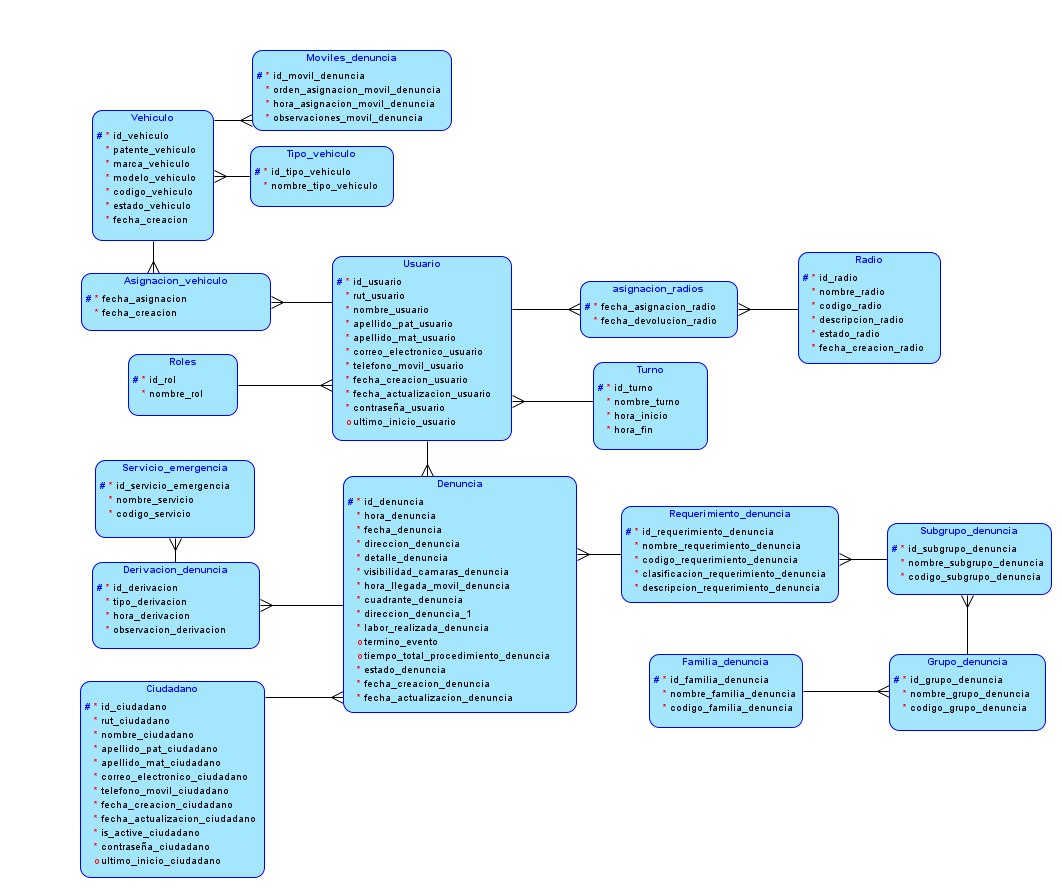 Moviles_denuncia
# * id_movil_denuncia
* orden_asignacion_movil_denuncia
* hora_asignacion_movil_denuncia
* observaciones_movil_denuncia
Vehiculo
# * id_vehiculo
* patente_vehiculo
* marca_vehiculo
* modelo_vehiculo
* codigo_vehiculo
* estado_vehiculo
* fecha_creacion
Tipo_vehiculo
# * id_tipo_vehiculo
* nombre_tipo_vehiculo
Asignacion_vehiculo
# * fecha_asignacion
* fecha_creacion
Usuario
# * id_usuario
* rut_usuario
* nombre_usuario
* apellido_pat_usuario
* apellido_mat_usuario
* correo_electronico_usuario
* telefono_movil_usuario
* fecha_creacion_usuario
* fecha_actualizacion_usuario
* contraseña_usuario
o ultimo_inicio_usuario
asignacion_radios
# * fecha_asignacion_radio
* fecha_devolucion_radio
Radio
# * id_radio
* nombre_radio
* codigo_radio
* descripcion_radio
* estado_radio
* fecha_creacion_radio
Roles
# * id_rol
* nombre_rol
Turno
# * id_turno
* nombre_turno
* hora_inicio
* hora_fin
Servicio_emergencia
# * id_servicio_emergencia
* nombre_servicio
* codigo_servicio
Denuncia
# * id_denuncia
* hora_denuncia
* fecha_denuncia
* direccion_denuncia
* detalle_denuncia
* visibilidad_camaras_denuncia
* hora_llegada_movil_denuncia
* cuadrante_denuncia
* direccion_denuncia_1
* labor_realizada_denuncia
o termino_evento
o tiempo_total_procedimiento_denuncia
* estado_denuncia
* fecha_creacion_denuncia
* fecha_actualizacion_denuncia
Requerimiento_denuncia
# * id_requerimiento_denuncia
* nombre_requerimiento_denuncia
* codigo_requerimiento_denuncia
* clasificacion_requerimiento_denuncia
* descripcion_requerimiento_denuncia
Subgrupo_denuncia
# * id_subgrupo_denuncia
* nombre_subgrupo_denuncia
* codigo_subgrupo_denuncia
Derivacion_denuncia
# * id_derivacion
* tipo_derivacion
* hora_derivacion
* observacion_derivacion
Familia_denuncia
# * id_familia_denuncia
* nombre_familia_denuncia
* codigo_familia_denuncia
Grupo_denuncia
# * id_grupo_denuncia
* nombre_grupo_denuncia
* codigo_grupo_denuncia
Ciudadano
# * id_ciudadano
* rut_ciudadano
* nombre_ciudadano
* apellido_pat_ciudadano
* apellido_mat_ciudadano
* correo_electronico_ciudadano
* telefono_movil_ciudadano
* fecha_creacion_ciudadano
* fecha_actualizacion_ciudadano
* is_active_ciudadano
* contraseña_ciudadano
o ultimo_inicio_ciudadano